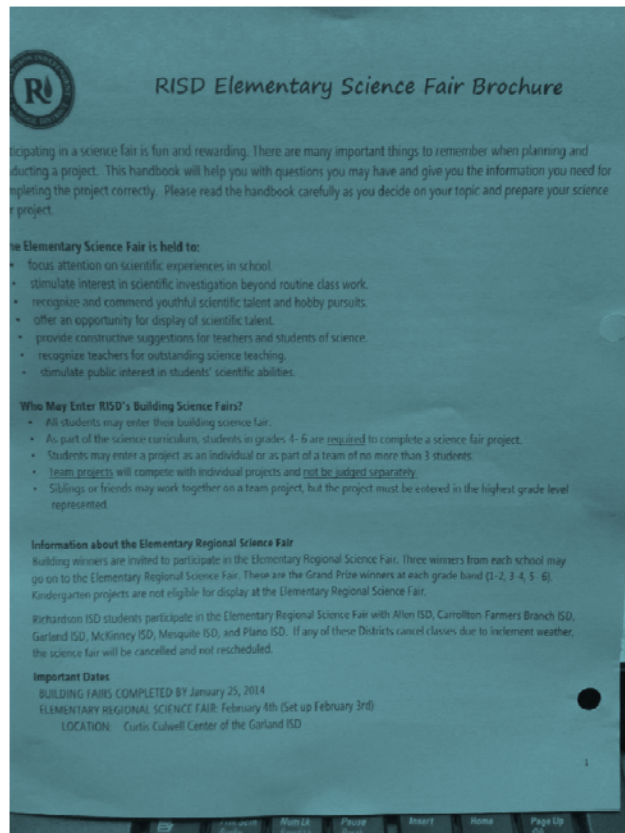 RISD Elementary Science Fair Brochure
ticipating in a science fair is fun and rewarding. There are many important things to remember when planning and
ducting a project. This handbook will help you with questions you may have and give you the information you need for
npleting the project correctly. Please read the handbook carefully as you decide on your topic and prepare your science
r project.
ne Elementary Science Fair is held to:
• focus attention on scientific experiences in school.
• stimulate interest in scientific investigation beyond routine class work.
• recognize and commend youthful scientific talent and hobby pursuits.
• offer an opportunity for display of scientific talent.
• provide constructive suggestions for teachers and students of science.
• recognize teachers for outstanding science teaching.
• stimulate public interest in students' scientific abilities.
Who May Enter RISD's Building Science Fairs?
• All students may enter their building science fair.
• As part of the science curriculum, students in grades 4- 6 are required to complete a science fair project.
• Students may enter a project as an individual or as part of a team of no more than 3 students.
• Team projects will compete with individual projects and not be judged separately.
• Siblings or friends may work together on a team project, but the project must be entered in the highest grade level
represented.
Information about the Elementary Regional Science Fair
Building winners are invited to participate in the Elementary Regional Science Fair. Three winners from each school may
go on to the Elementary Regional Science Fair. These are the Grand Prize winners at each grade band (1-2, 3-4, 5- 6).
Kindergarten projects are not eligible for display at the Elementary Regional Science Fair.
Richardson ISD students participate in the Elementary Regional Science Fair with Allen ISD, Carrollton Farmers Branch ISD,
Garland ISD, McKinney ISD, Mesquite ISD, and Plano ISD. If any of these Districts cancel classes due to inclement weather,
the science fair will be cancelled and not rescheduled.
Important Dates
BUILDING FAIRS COMPLETED BY January 25, 2014
ELEMENTARY REGIONAL SCIENCE FAIR: February 4th (Set up February 3rd)
LOCATION: Curtis Culwell Center of the Garland ISD
1
Num Lk Pause Insert Home Page Up